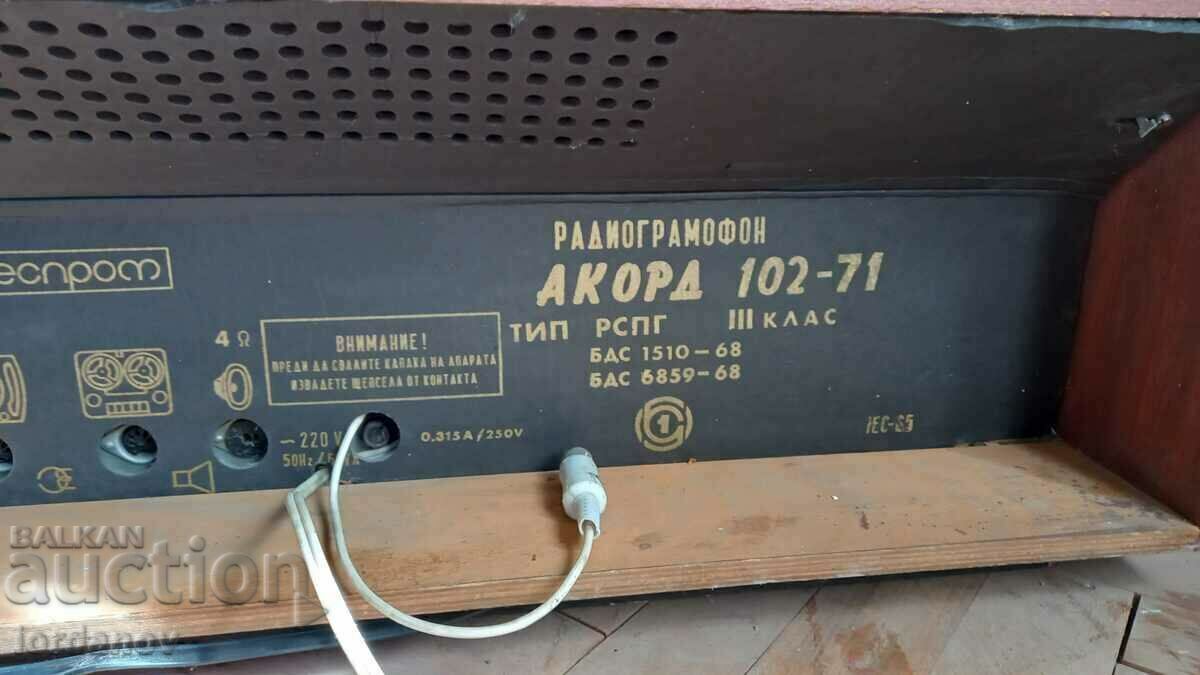 РАДИОГРАМОФОН
АКОРД 102-71
ТИП РСПГ III КЛАС
БДС 1510-68
БДС 6859-68
1
IEC-65
еспром
4 Ω
ВНИМАНИЕ!
ПРЕДИ ДА СВАЛИТЕ КАПАКА НА АПАРАТА
ИЗВАДЕТЕ ЩЕПСЕЛА ОТ КОНТАКТА
~220 V
50Hz
0.315A/250V
BALKAN
auction
Iordanov